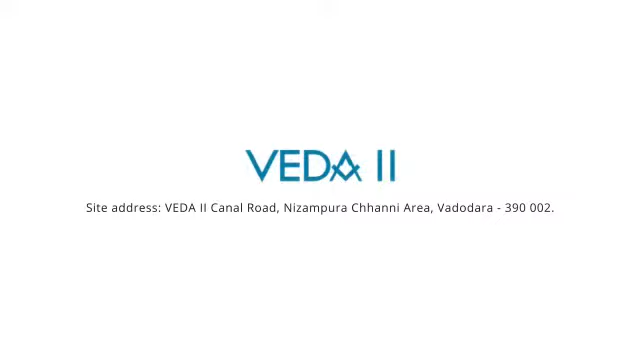 VEDA II
Site address: VEDA II Canal Road, Nizampura Chhanni Area, Vadodara - 390 002.